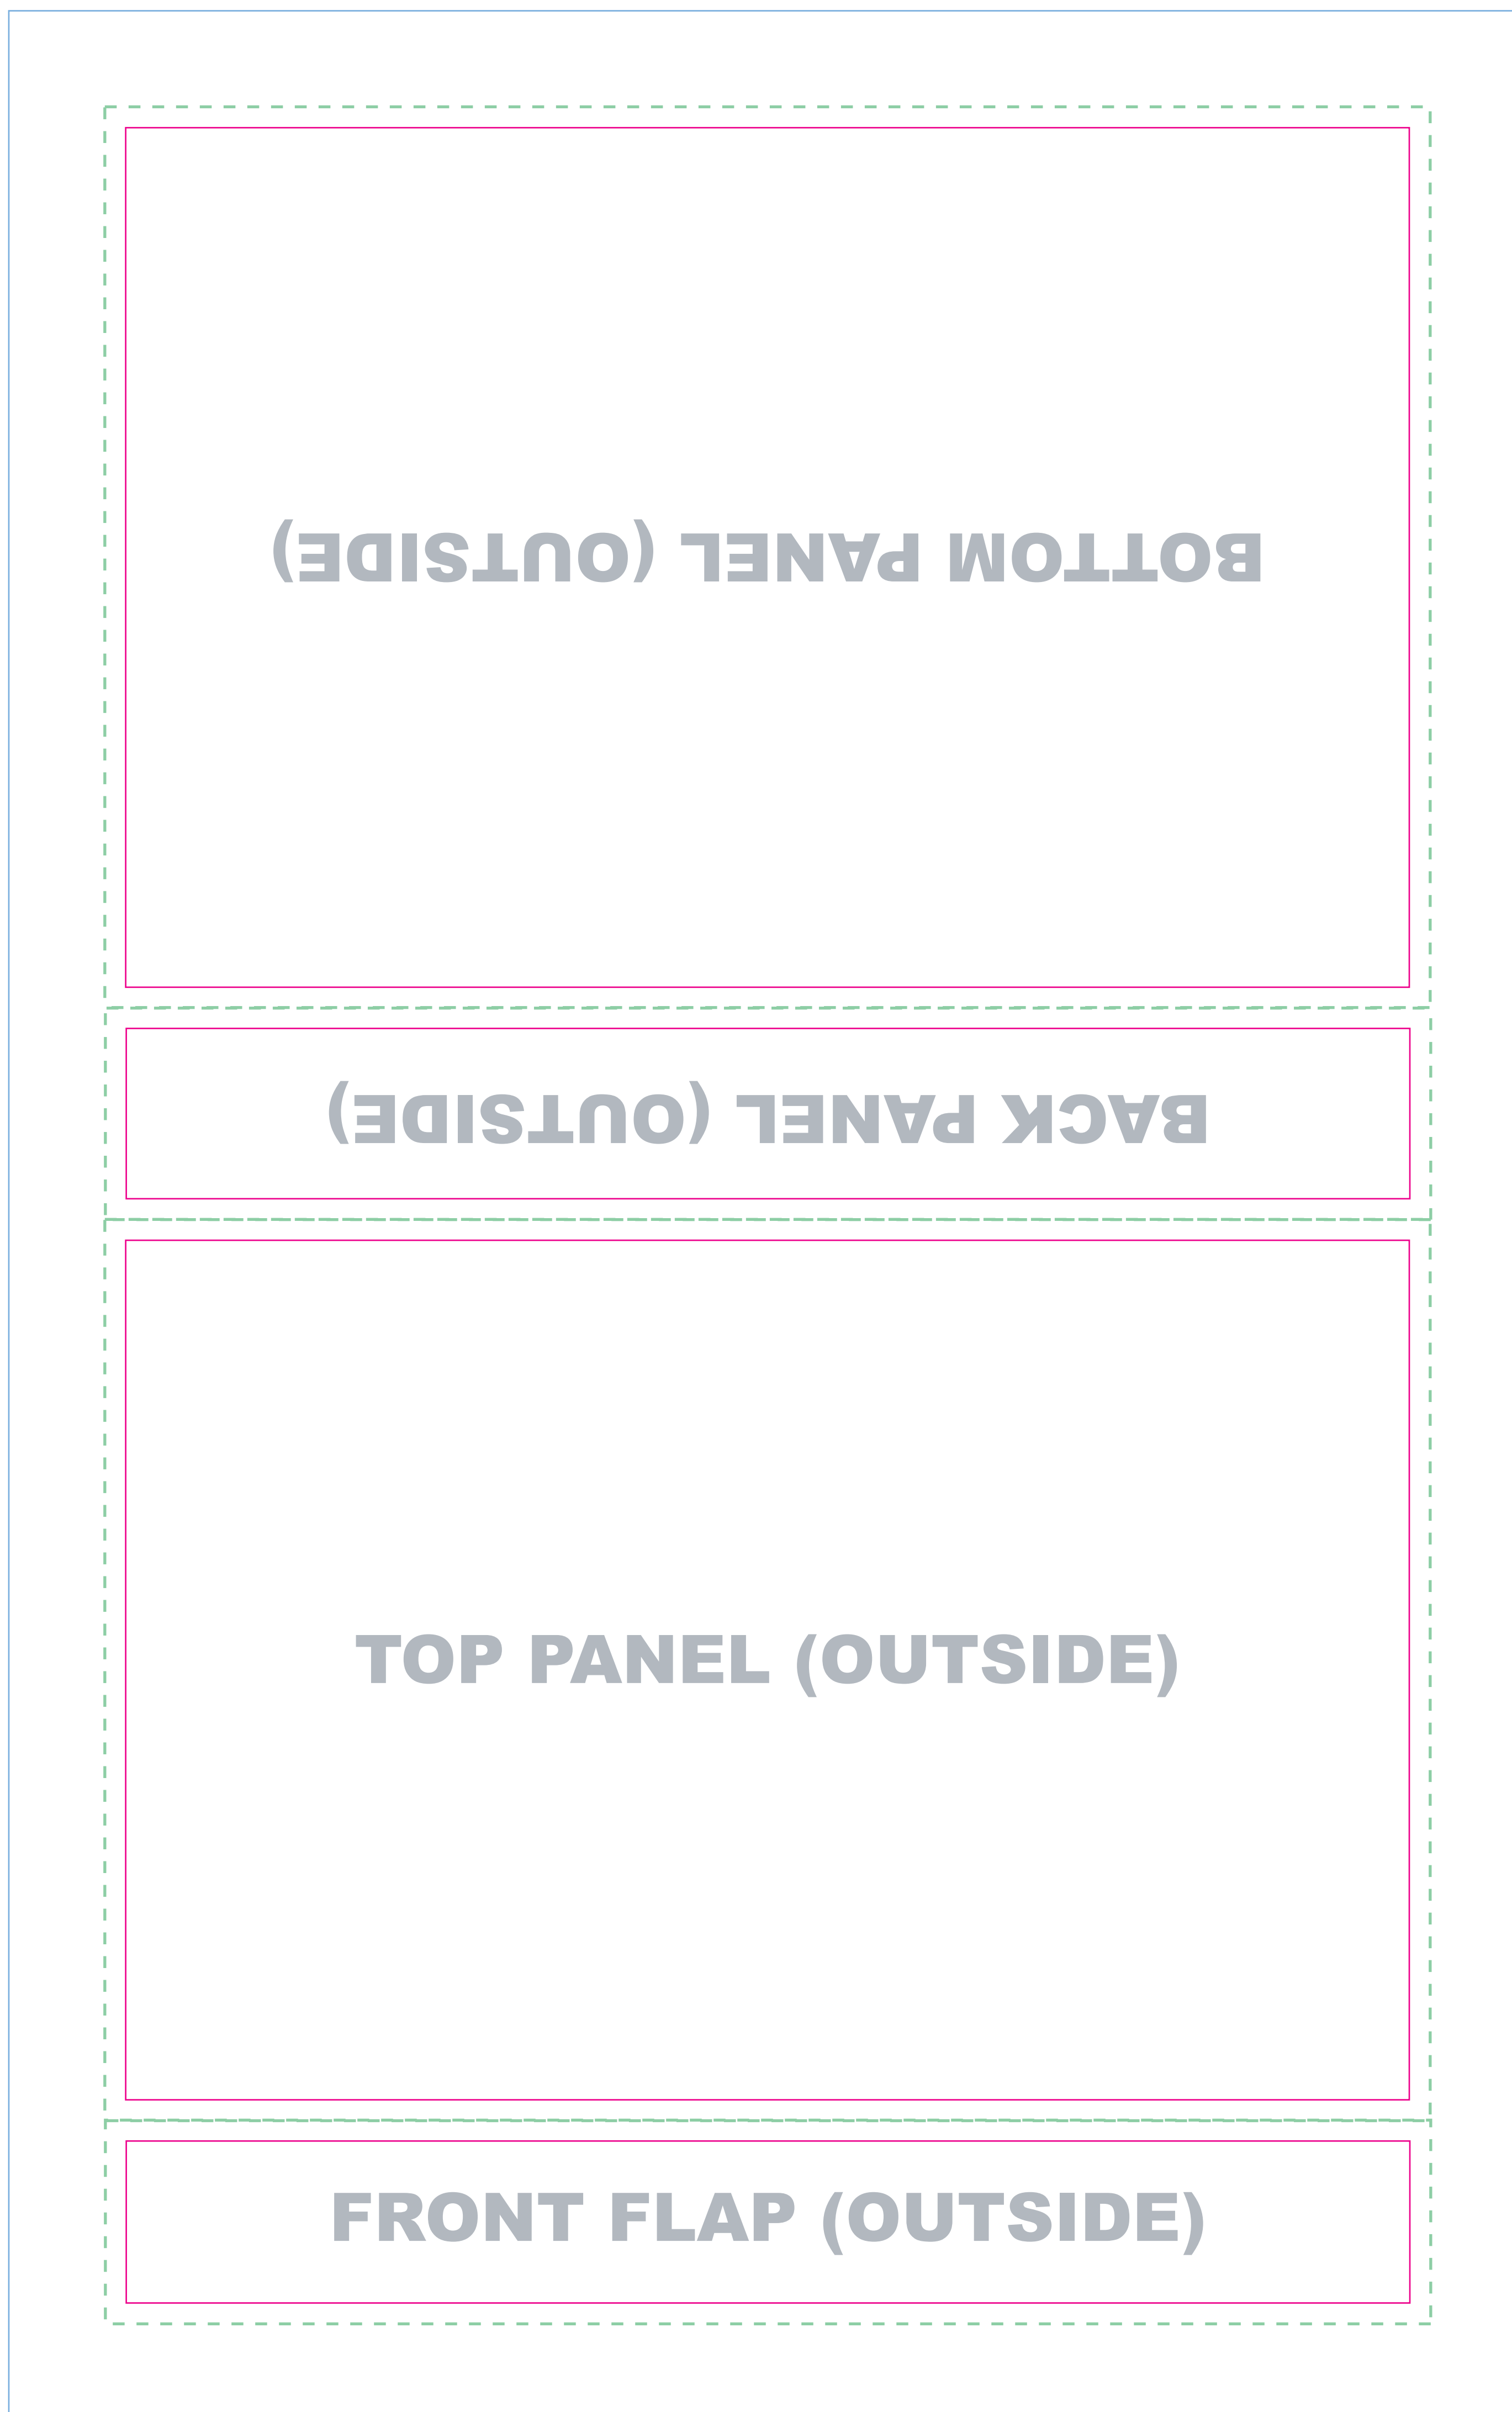 BOTTOM PANEL (OUTSIDE)
BACK PANEL (OUTSIDE)
TOP PANEL (OUTSIDE)
FRONT FLAP (OUTSIDE)